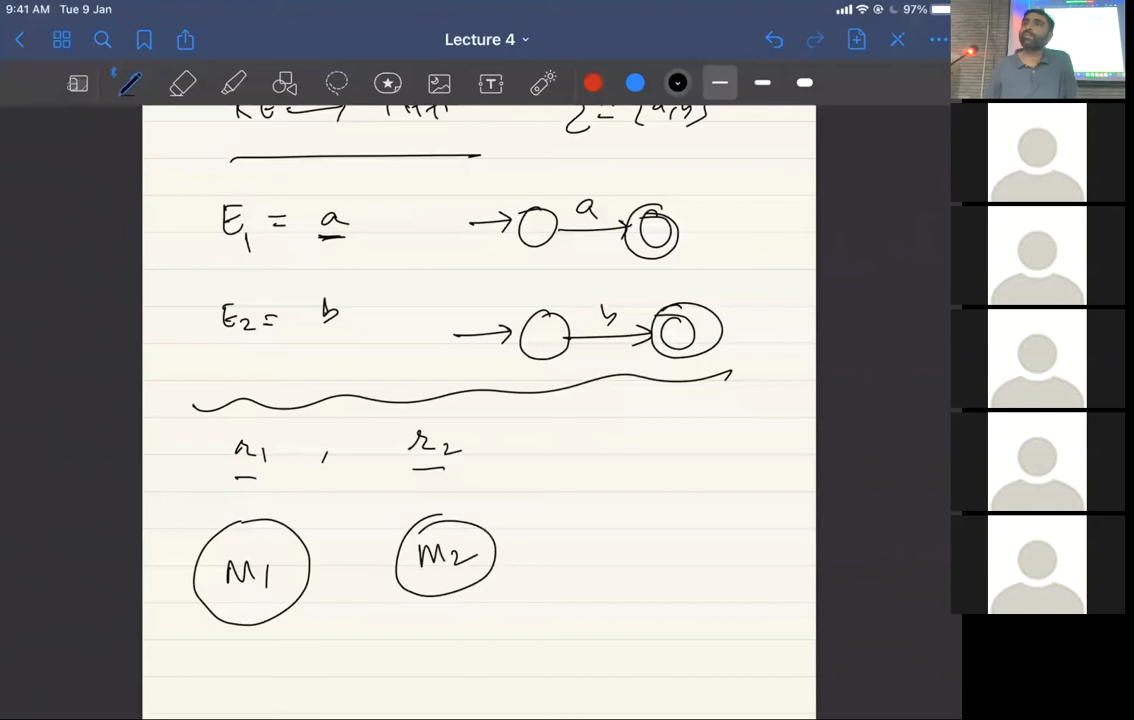 9:41 AM Tue 9 Jan 97%
Lecture 4
E1 = a a
E2 = b b
r1 , r2
M1 M2